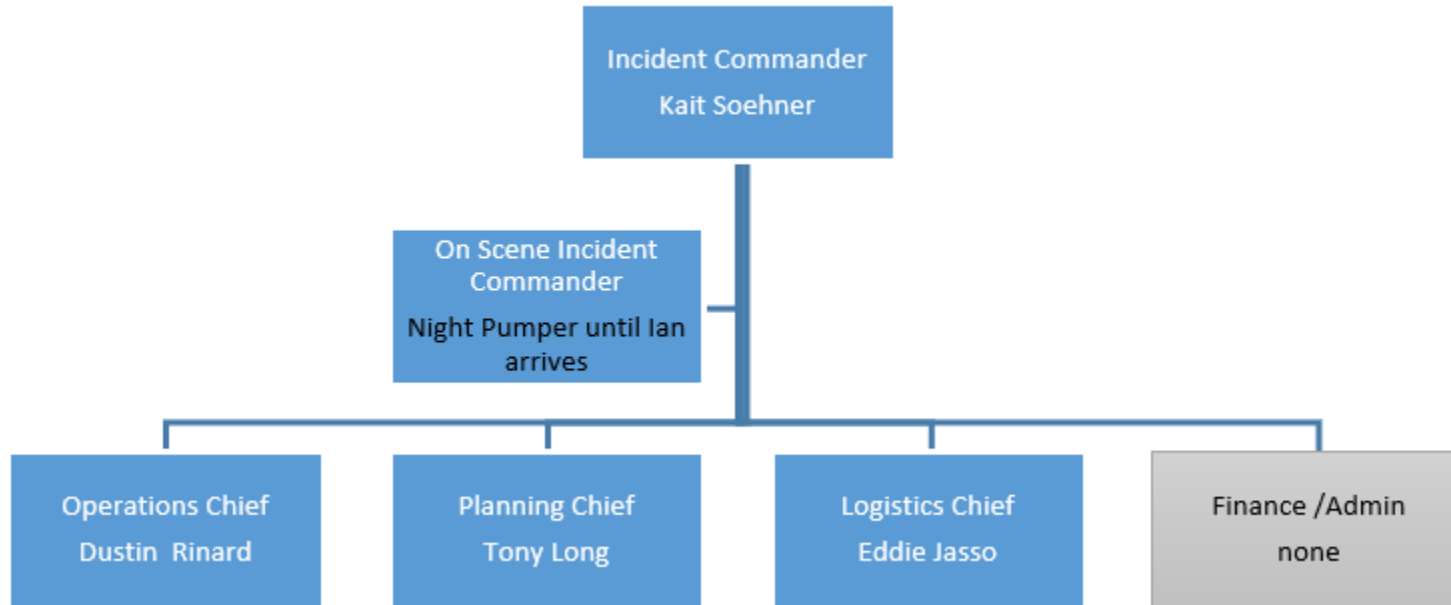 Incident Commander
Kait Soehner
On Scene Incident
Commander
Night Pumper until Ian
arrives
Operations Chief
Dustin Rinard
Planning Chief
Tony Long
Logistics Chief
Eddie Jasso
Finance /Admin
none